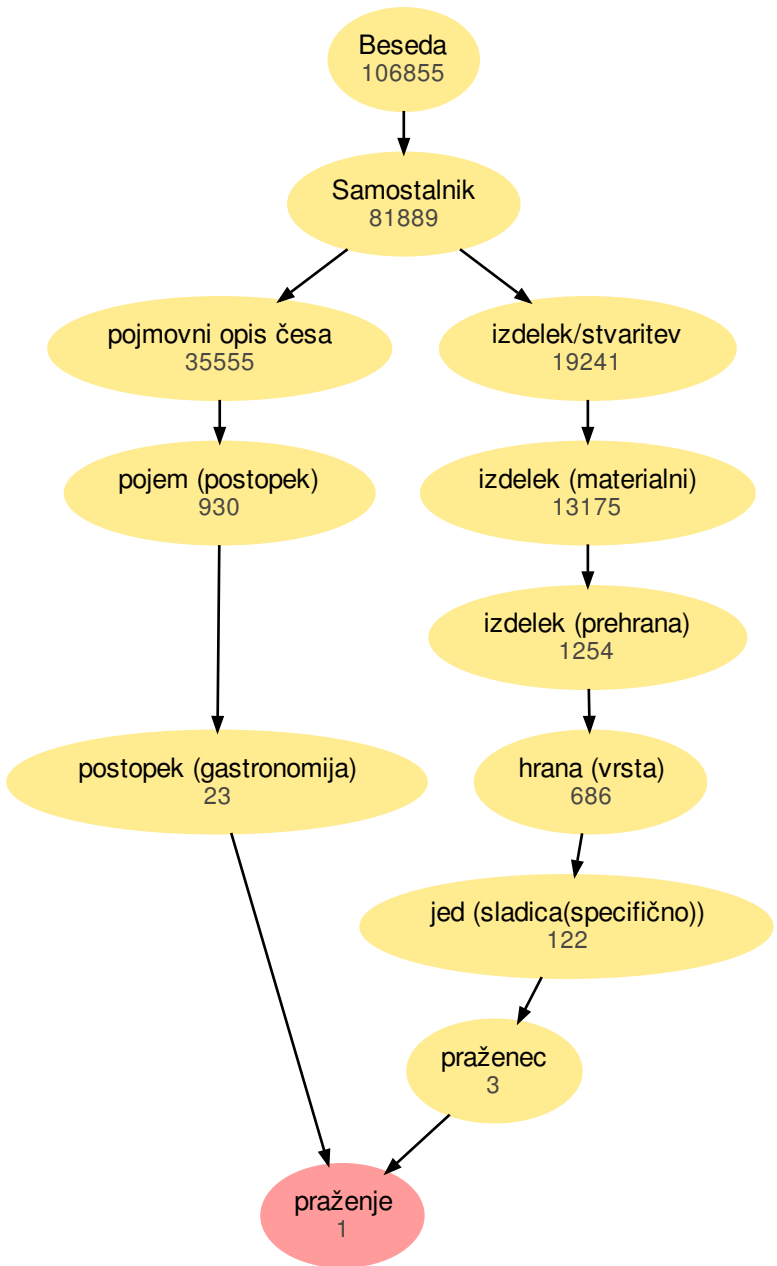 Beseda
106855
Samostalnik
81889
pojmovni opis česa
35555
izdelek/stvaritev
19241
pojem (postopek)
930
izdelek (materialni)
13175
izdelek (prehrana)
1254
postopek (gastronomija)
23
hrana (vrsta)
686
jed (sladica(specifično))
122
praženec
3
praženje
1